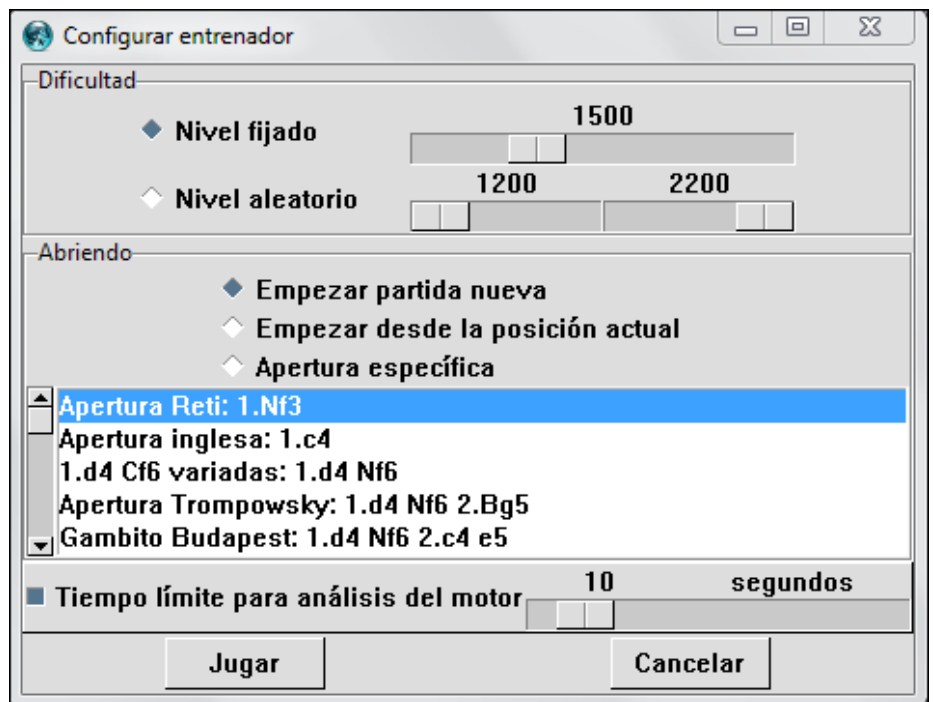 Configurar entrenador
Dificultad
Nivel fijado 1500
Nivel aleatorio 1200 2200
Abriendo
Empezar partida nueva
Empezar desde la posición actual
Apertura específica
Apertura Reti: 1.Nf3
Apertura inglesa: 1.c4
1.d4 Cf6 variadas: 1.d4 Nf6
Apertura Trompowsky: 1.d4 Nf6 2.Bg5
Gambito Budapest: 1.d4 Nf6 2.c4 e5
Tiempo límite para análisis del motor 10 segundos
Jugar Cancelar